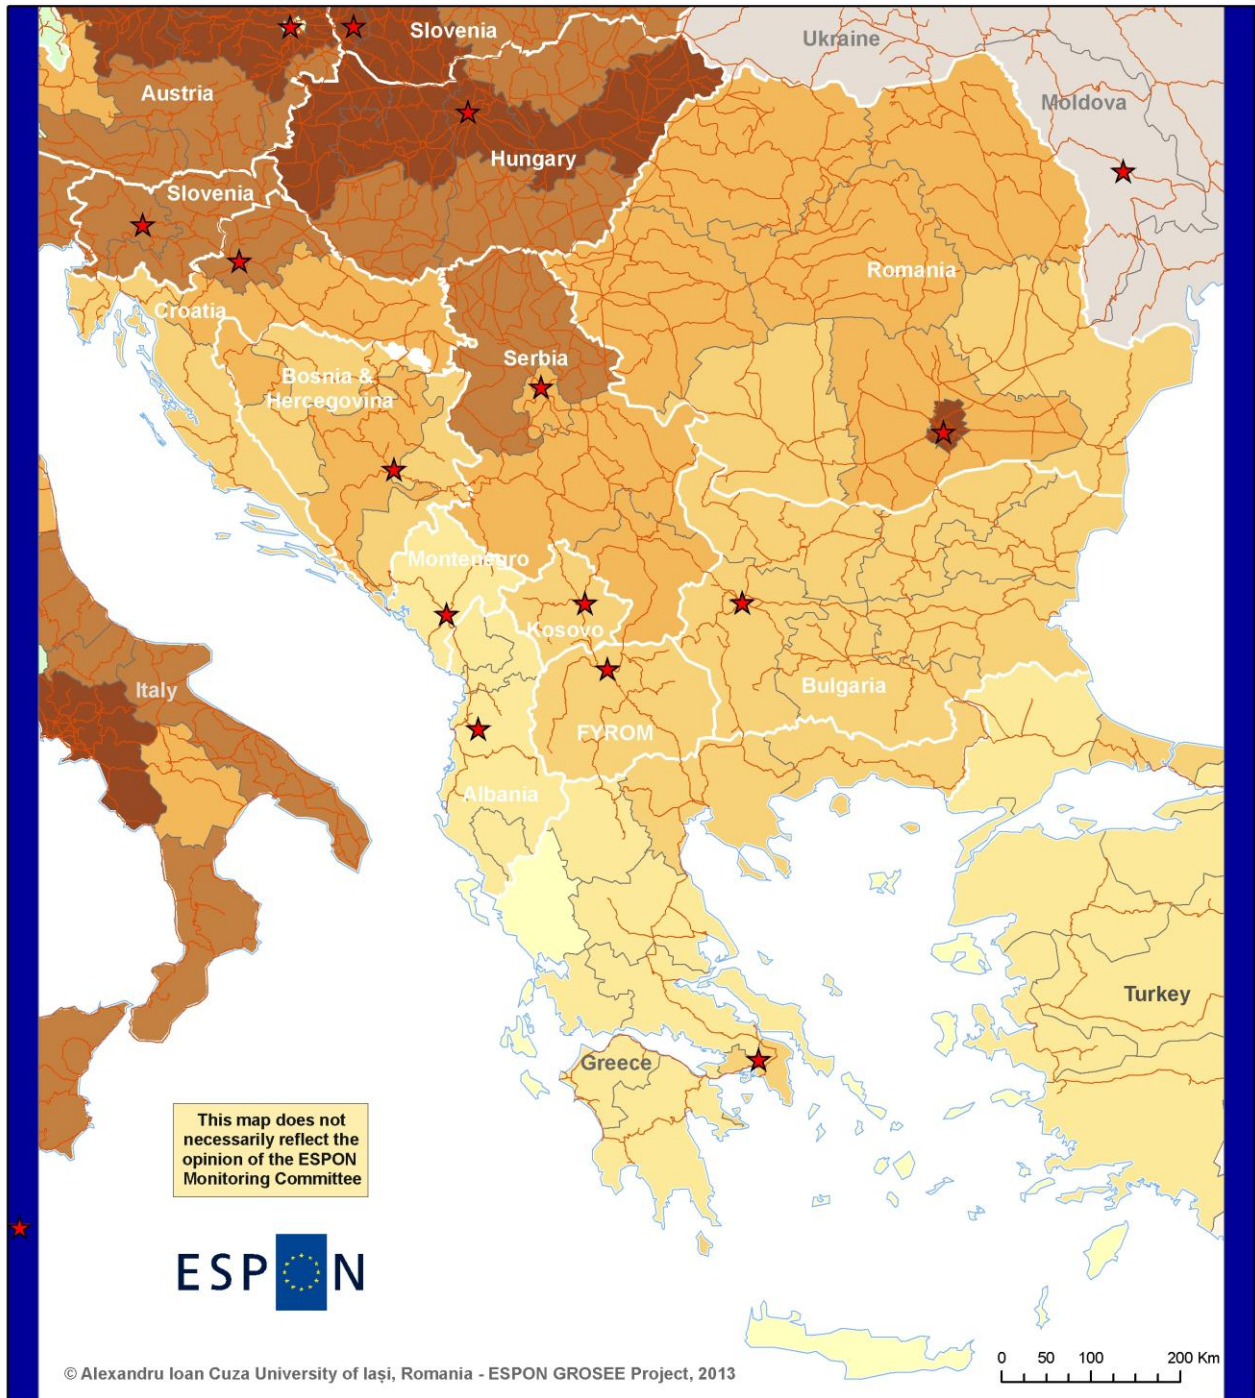 Slovenia
Ukraine
Austria
Moldova
Hungary
Slovenia
Romania
Croatia
Serbia
Bosnia &
Hercegovina
Montenegro
Kosovo
Italy
Bulgaria
FYROM
Albania
Turkey
Greece
This map does not
necessarily reflect the
opinion of the ESPON
Monitoring Committee
ESPON
0 50 100 200 Km
© Alexandru Ioan Cuza University of Iași, Romania - ESPON GROSEE Project, 2013